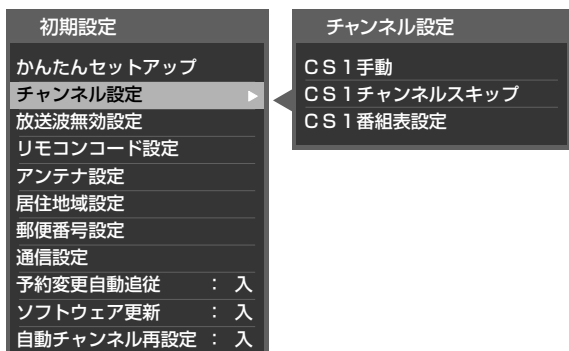 初期設定
かんたんセットアップ
チャンネル設定
放送波無効設定
リモコンコード設定
アンテナ設定
居住地域設定
郵便番号設定
通信設定
予約変更自動追従 : 入
ソフトウェア更新 : 入
自動チャンネル再設定 : 入
チャンネル設定
CS1手動
CS1チャンネルスキップ
CS1番組表設定